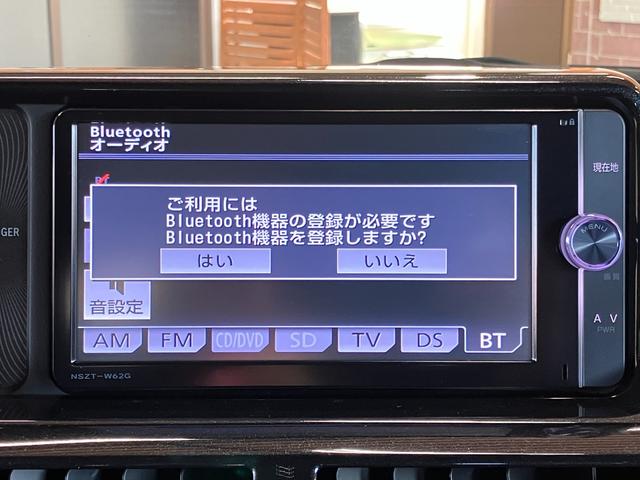 Bluetooth
オーディオ
ご利用には
Bluetooth機器の登録が必要です
Bluetooth機器を登録しますか?
はい
いいえ
音設定
AM
FM
CD/DVD
SD
TV
DS
BT
NSZT-W62G
現在地
MENU
画質
A V
PWR
GER